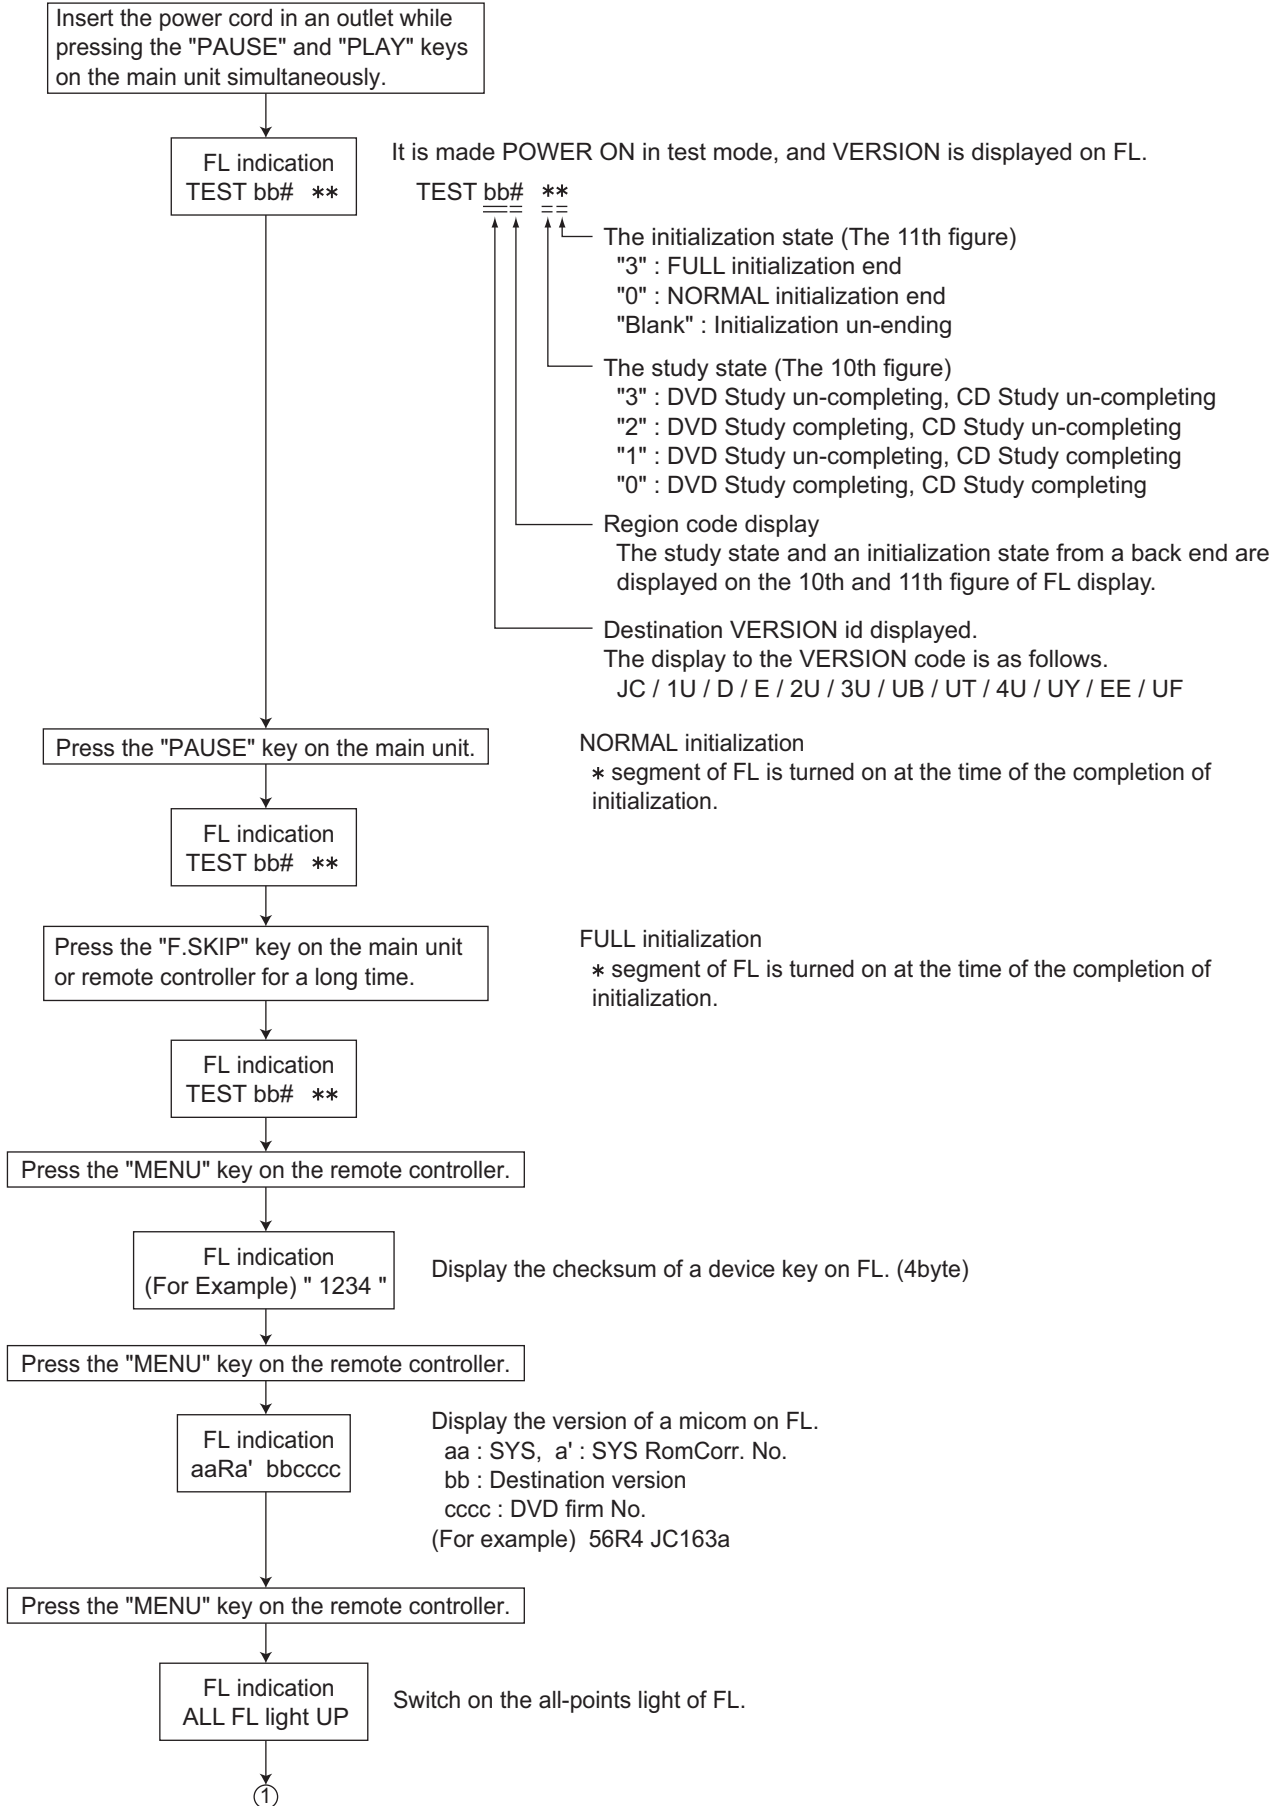 Insert the power cord in an outlet while
pressing the "PAUSE" and "PLAY" keys
on the main unit simultaneously.
FL indication
TEST bb# **
It is made POWER ON in test mode, and VERSION is displayed on FL.
TEST bb# **
The initialization state (The 11th figure)
"3" : FULL initialization end
"0" : NORMAL initialization end
"Blank" : Initialization un-ending
The study state (The 10th figure)
"3" : DVD Study un-completing, CD Study un-completing
"2" : DVD Study completing, CD Study un-completing
"1" : DVD Study un-completing, CD Study completing
"0" : DVD Study completing, CD Study completing
Region code display
The study state and an initialization state from a back end are
displayed on the 10th and 11th figure of FL display.
Destination VERSION id displayed.
The display to the VERSION code is as follows.
JC / 1U / D / E / 2U / 3U / UB / UT / 4U / UY / EE / UF
Press the "PAUSE" key on the main unit.
NORMAL initialization
* segment of FL is turned on at the time of the completion of
initialization.
FL indication
TEST bb# **
Press the "F.SKIP" key on the main unit
or remote controller for a long time.
FULL initialization
* segment of FL is turned on at the time of the completion of
initialization.
FL indication
TEST bb# **
Press the "MENU" key on the remote controller.
FL indication
(For Example) " 1234 "
Display the checksum of a device key on FL. (4byte)
Press the "MENU" key on the remote controller.
FL indication
aaRa' bbcccc
Display the version of a micom on FL.
aa : SYS, a' : SYS RomCorr. No.
bb : Destination version
cccc : DVD firm No.
(For example) 56R4 JC163a
Press the "MENU" key on the remote controller.
FL indication
ALL FL light UP
Switch on the all-points light of FL.
1